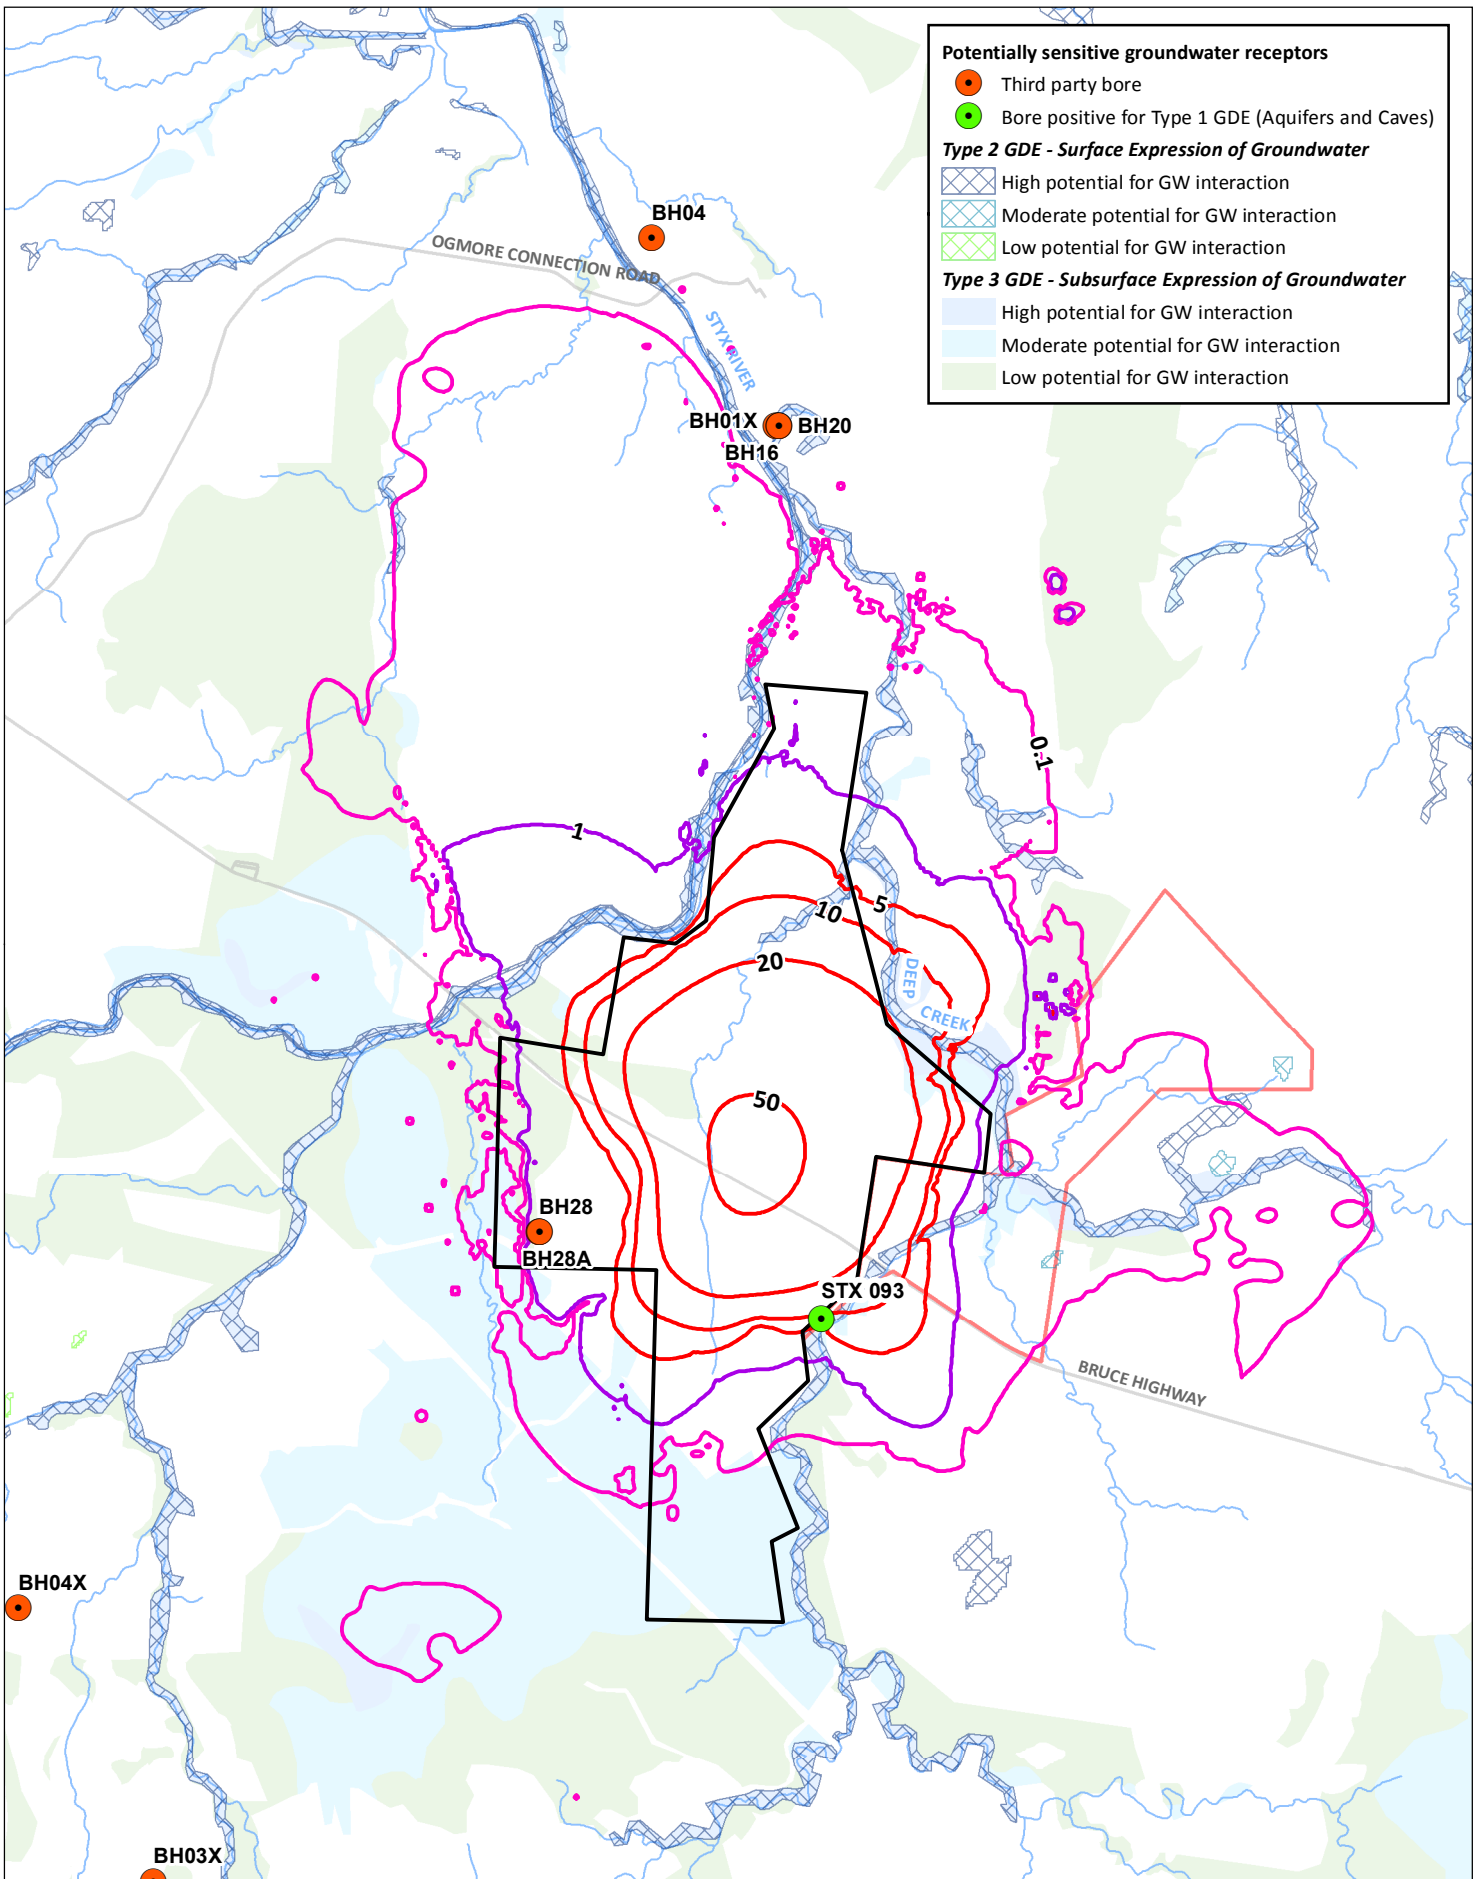 Potentially sensitive groundwater receptors
Third party bore
Bore positive for Type 1 GDE (Aquifers and Caves)
Type 2 GDE - Surface Expression of Groundwater
High potential for GW interaction
Moderate potential for GW interaction
Low potential for GW interaction
Type 3 GDE - Subsurface Expression of Groundwater
High potential for GW interaction
Moderate potential for GW interaction
Low potential for GW interaction
BH04
OGMORE CONNECTION ROAD
STYX RIVER
BH01X
BH20
BH16
0.1
1
5
10
20
DEEP
CREEK
50
BH28
BH28A
STX 093
BRUCE HIGHWAY
BH04X
BH03X